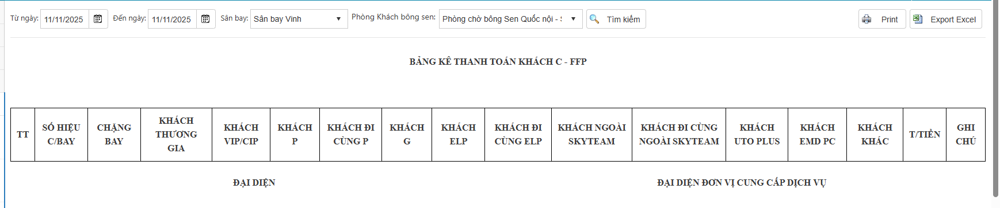 Từ ngày: 11/11/2025 Đến ngày: 11/11/2025 Sân bay: Sân bay Vinh Phòng Khách bông sen: Phòng chờ bông Sen Quốc nội - Tìm kiếm Print Export Excel
BẢNG KÊ THANH TOÁN KHÁCH C - FFP
TT
SỐ HIỆU
C/BAY
CHẶNG
BAY
KHÁCH
THƯƠNG
GIA
KHÁCH
VIP/CIP
KHÁCH
P
KHÁCH ĐI
CÙNG P
KHÁCH
G
KHÁCH
ELP
KHÁCH ĐI
CÙNG ELP
KHÁCH NGOÀI
SKYTEAM
KHÁCH ĐI CÙNG
NGOÀI SKYTEAM
KHÁCH
UTO PLUS
KHÁCH
EMD PC
KHÁCH
KHÁC
T/TIỀN
GHI
CHÚ
ĐẠI DIỆN ĐẠI DIỆN ĐƠN VỊ CUNG CẤP DỊCH VỤ